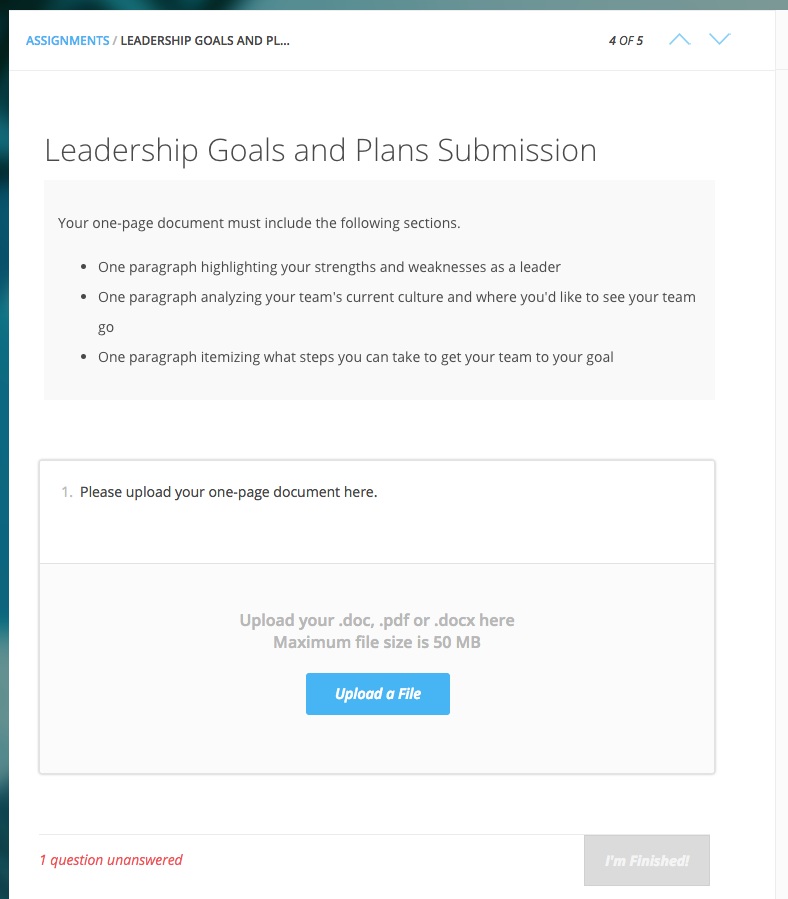 ASSIGNMENTS / LEADERSHIP GOALS AND PL... 4 OF 5
Leadership Goals and Plans Submission
Your one-page document must include the following sections.
• One paragraph highlighting your strengths and weaknesses as a leader
• One paragraph analyzing your team's current culture and where you'd like to see your team
go
• One paragraph itemizing what steps you can take to get your team to your goal
1. Please upload your one-page document here.
Upload your .doc, .pdf or .docx here
Maximum file size is 50 MB
Upload a File
1 question unanswered I'm Finished!